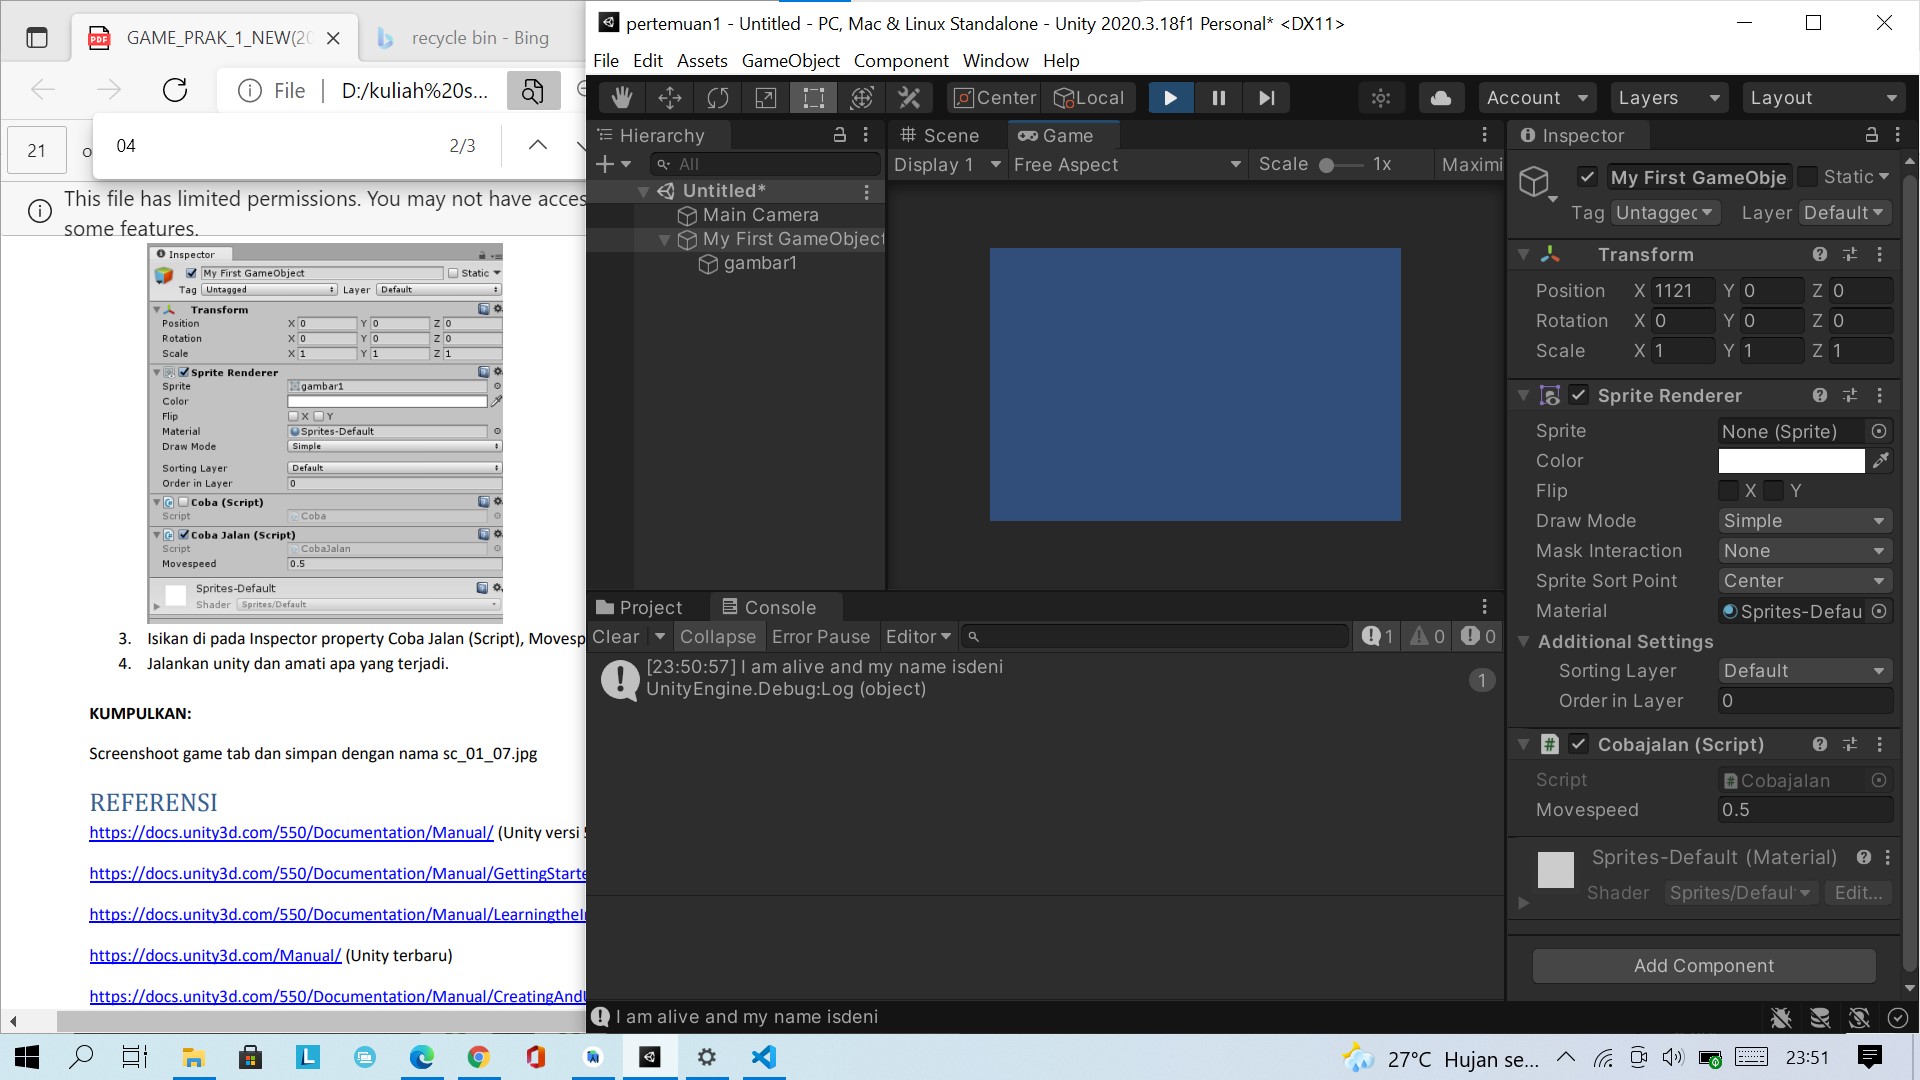 GAME_PRAK_1_NEW(20
recycle bin - Bing
File
D:/kuliah%20s...
21
04
2/3
This file has limited permissions. You may not have acces
some features.
Inspector
My First GameObject
Static
Tag Untagged Layer Default
Transform
Position X 0 Y 0 Z 0
Rotation X 0 Y 0 Z 0
Scale X 1 Y 1 Z 1
Sprite Renderer
Sprite gambar1
Color
Flip X Y
Material Sprites-Default
Draw Mode Simple
Sorting Layer Default
Order in Layer 0
Coba (Script)
Script Coba
Coba Jalan (Script)
Script CobaJalan
Movespeed 0.5
Sprites-Default
Shader Sprites/Default
3. Isikan di pada Inspector property Coba Jalan (Script), Movesp
4. Jalankan unity dan amati apa yang terjadi.
KUMPULKAN:
Screenshoot game tab dan simpan dengan nama sc_01_07.jpg
REFERENSI
https://docs.unity3d.com/550/Documentation/Manual/ (Unity versi 5
https://docs.unity3d.com/550/Documentation/Manual/GettingStarte
https://docs.unity3d.com/550/Documentation/Manual/LearningtheIn
https://docs.unity3d.com/Manual/ (Unity terbaru)
https://docs.unity3d.com/550/Documentation/Manual/CreatingAndU
pertemuan1 - Untitled - PC, Mac & Linux Standalone - Unity 2020.3.18f1 Personal* <DX11>
File Edit Assets GameObject Component Window Help
Center Local
Account Layers Layout
Hierarchy
All
Untitled*
Main Camera
My First GameObject
gambar1
Scene Game
Display 1 Free Aspect Scale 1x Maximi
Project Console
Clear Collapse Error Pause Editor 1 0 0
[23:50:57] I am alive and my name isdeni
UnityEngine.Debug:Log (object)
1
I am alive and my name isdeni
Inspector
My First GameObje Static
Tag Untagged Layer Default
Transform
Position X 1121 Y 0 Z 0
Rotation X 0 Y 0 Z 0
Scale X 1 Y 1 Z 1
Sprite Renderer
Sprite None (Sprite)
Color
Flip X Y
Draw Mode Simple
Mask Interaction None
Sprite Sort Point Center
Material Sprites-Defau
Additional Settings
Sorting Layer Default
Order in Layer 0
Cobajalan (Script)
Script Cobajalan
Movespeed 0.5
Sprites-Default (Material)
Shader Sprites/Defaul Edit...
Add Component
27°C Hujan se...
23:51